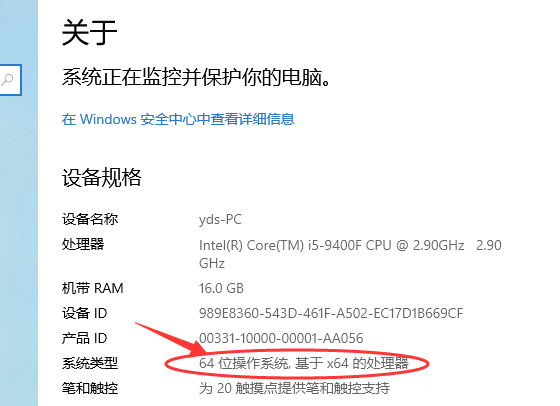 关于
系统正在监控并保护你的电脑。
在 Windows 安全中心中查看详细信息
设备规格
设备名称 yds-PC
处理器 Intel(R) Core(TM) i5-9400F CPU @ 2.90GHz 2.90
GHz
机带 RAM 16.0 GB
设备 ID 989E8360-543D-461F-A502-EC17D1B669CF
产品 ID 00331-10000-00001-AA056
系统类型 64 位操作系统, 基于 x64 的处理器
笔和触控 为 20 触摸点提供笔和触控支持